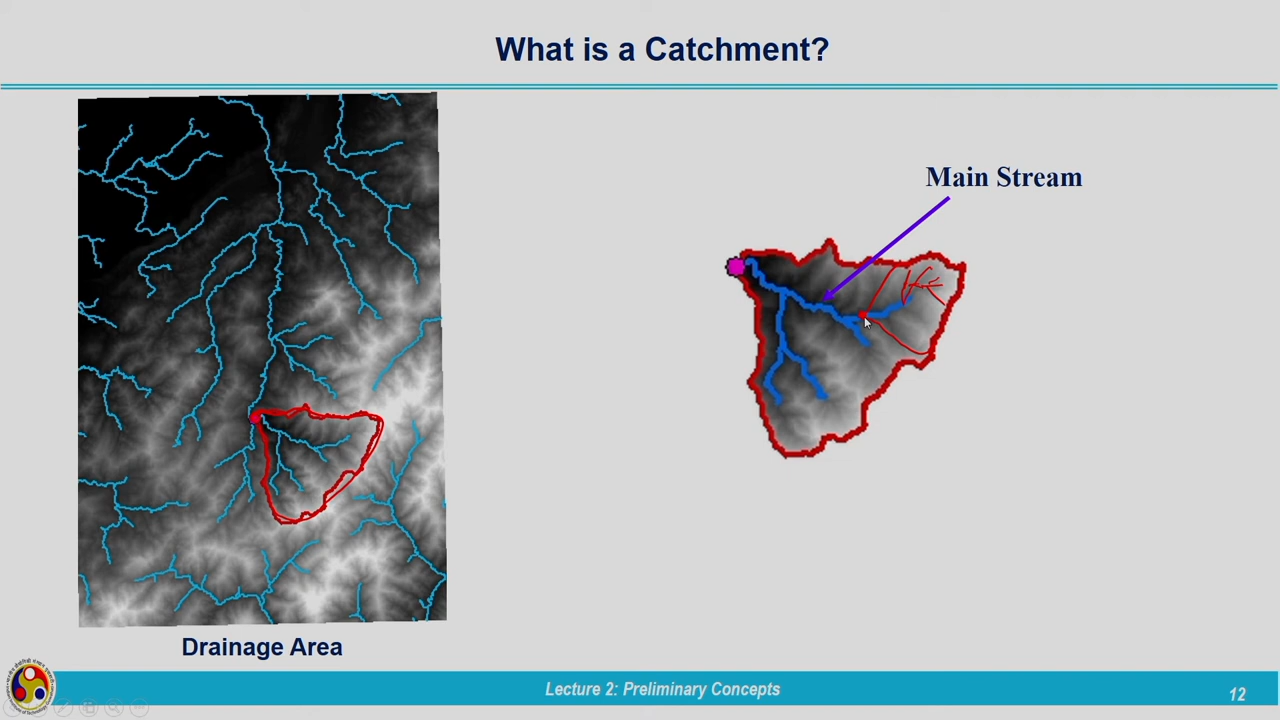 What is a Catchment?
Main Stream
Drainage Area
Lecture 2: Preliminary Concepts
12